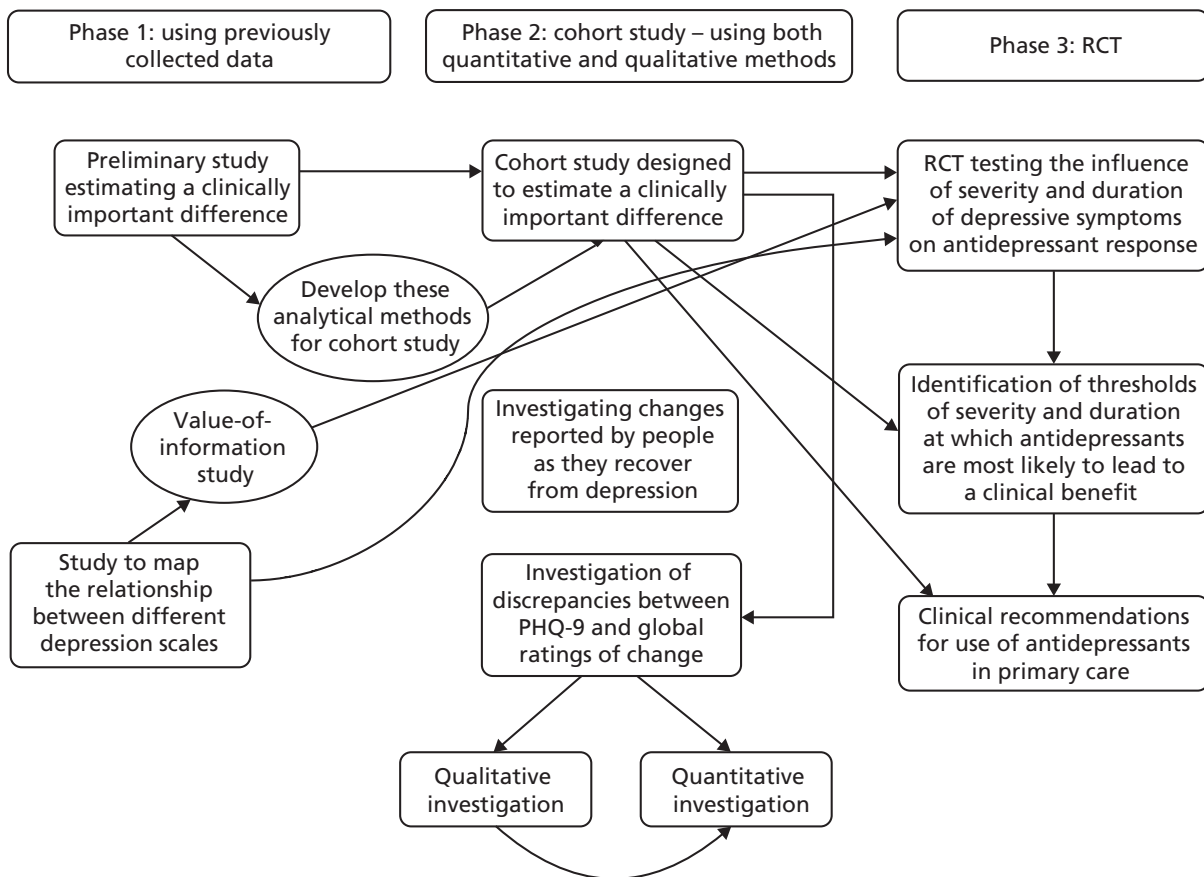 Phase 1: using previously
collected data
Phase 2: cohort study – using both
quantitative and qualitative methods
Phase 3: RCT
Preliminary study
estimating a clinically
important difference
Cohort study designed
to estimate a clinically
important difference
RCT testing the influence
of severity and duration
of depressive symptoms
on antidepressant response
Develop these
analytical methods
for cohort study
Value-of-
information
study
Investigating changes
reported by people
as they recover
from depression
Identification of thresholds
of severity and duration
at which antidepressants
are most likely to lead to
a clinical benefit
Study to map
the relationship
between different
depression scales
Investigation of
discrepancies between
PHQ-9 and global
ratings of change
Clinical recommendations
for use of antidepressants
in primary care
Qualitative
investigation
Quantitative
investigation